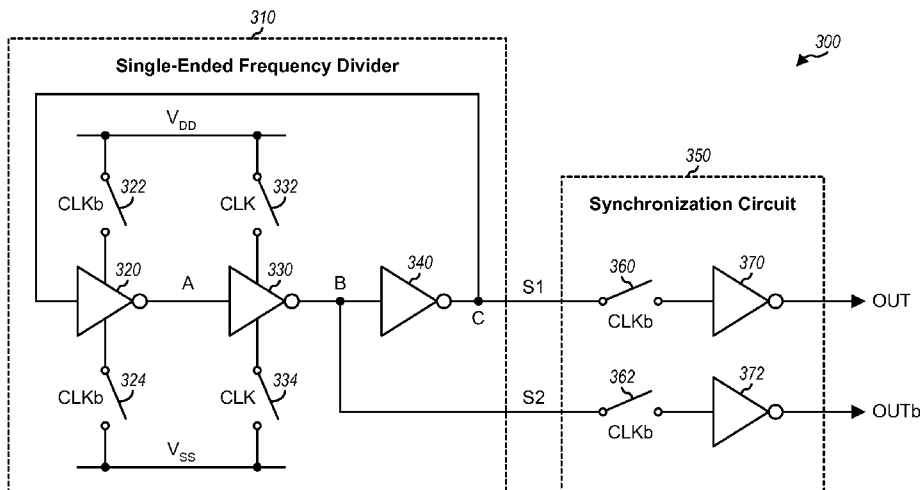 310
300
Single-Ended Frequency Divider
VDD
350
322
332
CLKb
CLK
Synchronization Circuit
320
330
340
360
370
A
B
C
S1
CLKb
OUT
324
334
CLKb
CLK
362
372
S2
CLKb
OUTb
VSS